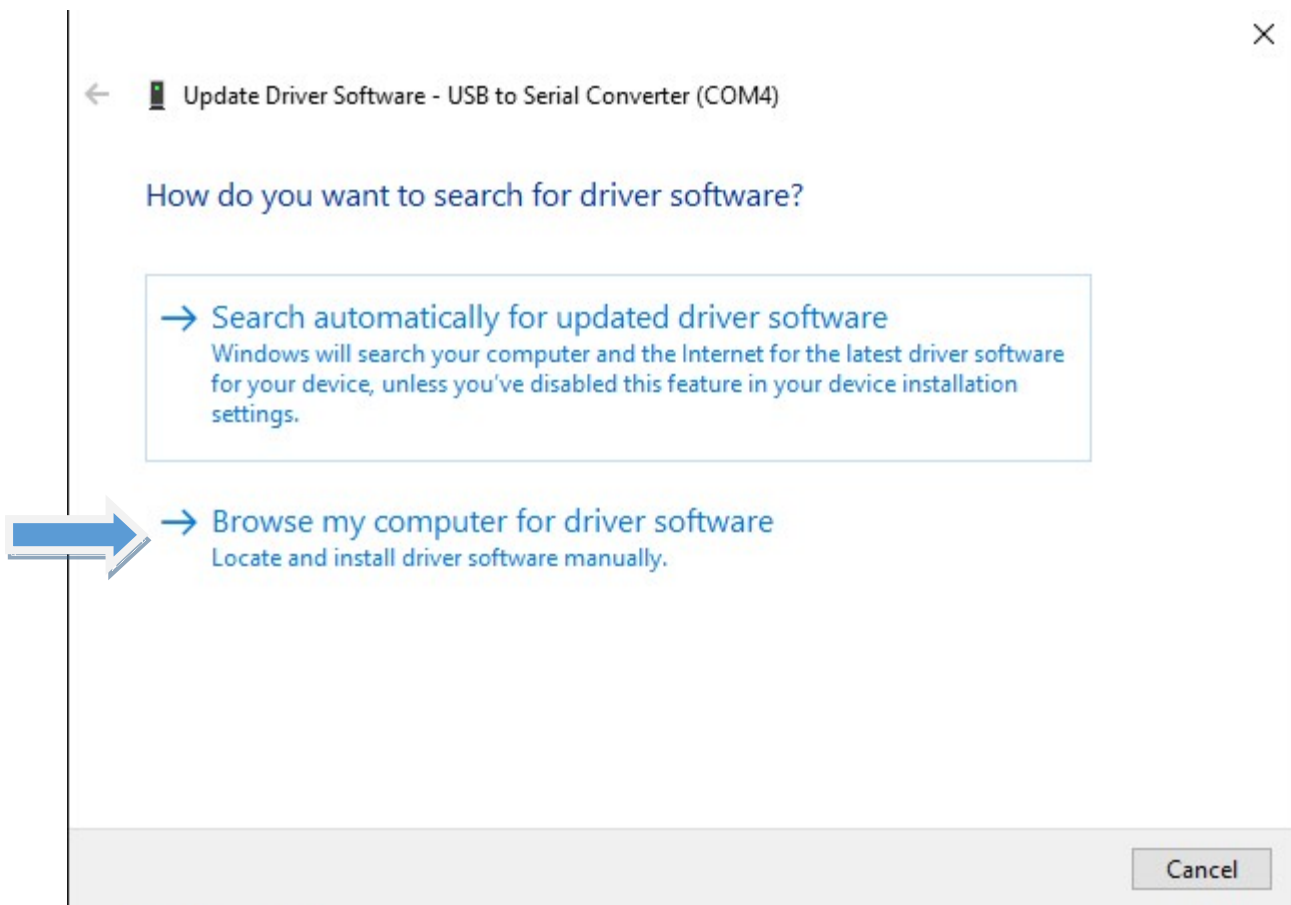 Update Driver Software - USB to Serial Converter (COM4)
How do you want to search for driver software?
Search automatically for updated driver software
Windows will search your computer and the Internet for the latest driver software
for your device, unless you've disabled this feature in your device installation
settings.
Browse my computer for driver software
Locate and install driver software manually.
Cancel